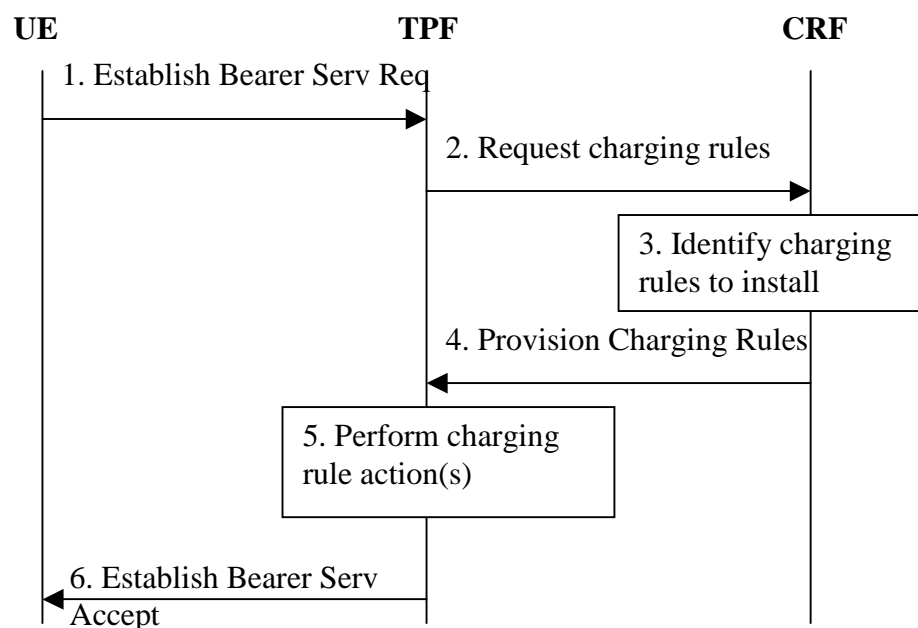 UE TPF CRF
1. Establish Bearer Serv Req
2. Request charging rules
3. Identify charging
rules to install
4. Provision Charging Rules
5. Perform charging
rule action(s)
6. Establish Bearer Serv
Accept